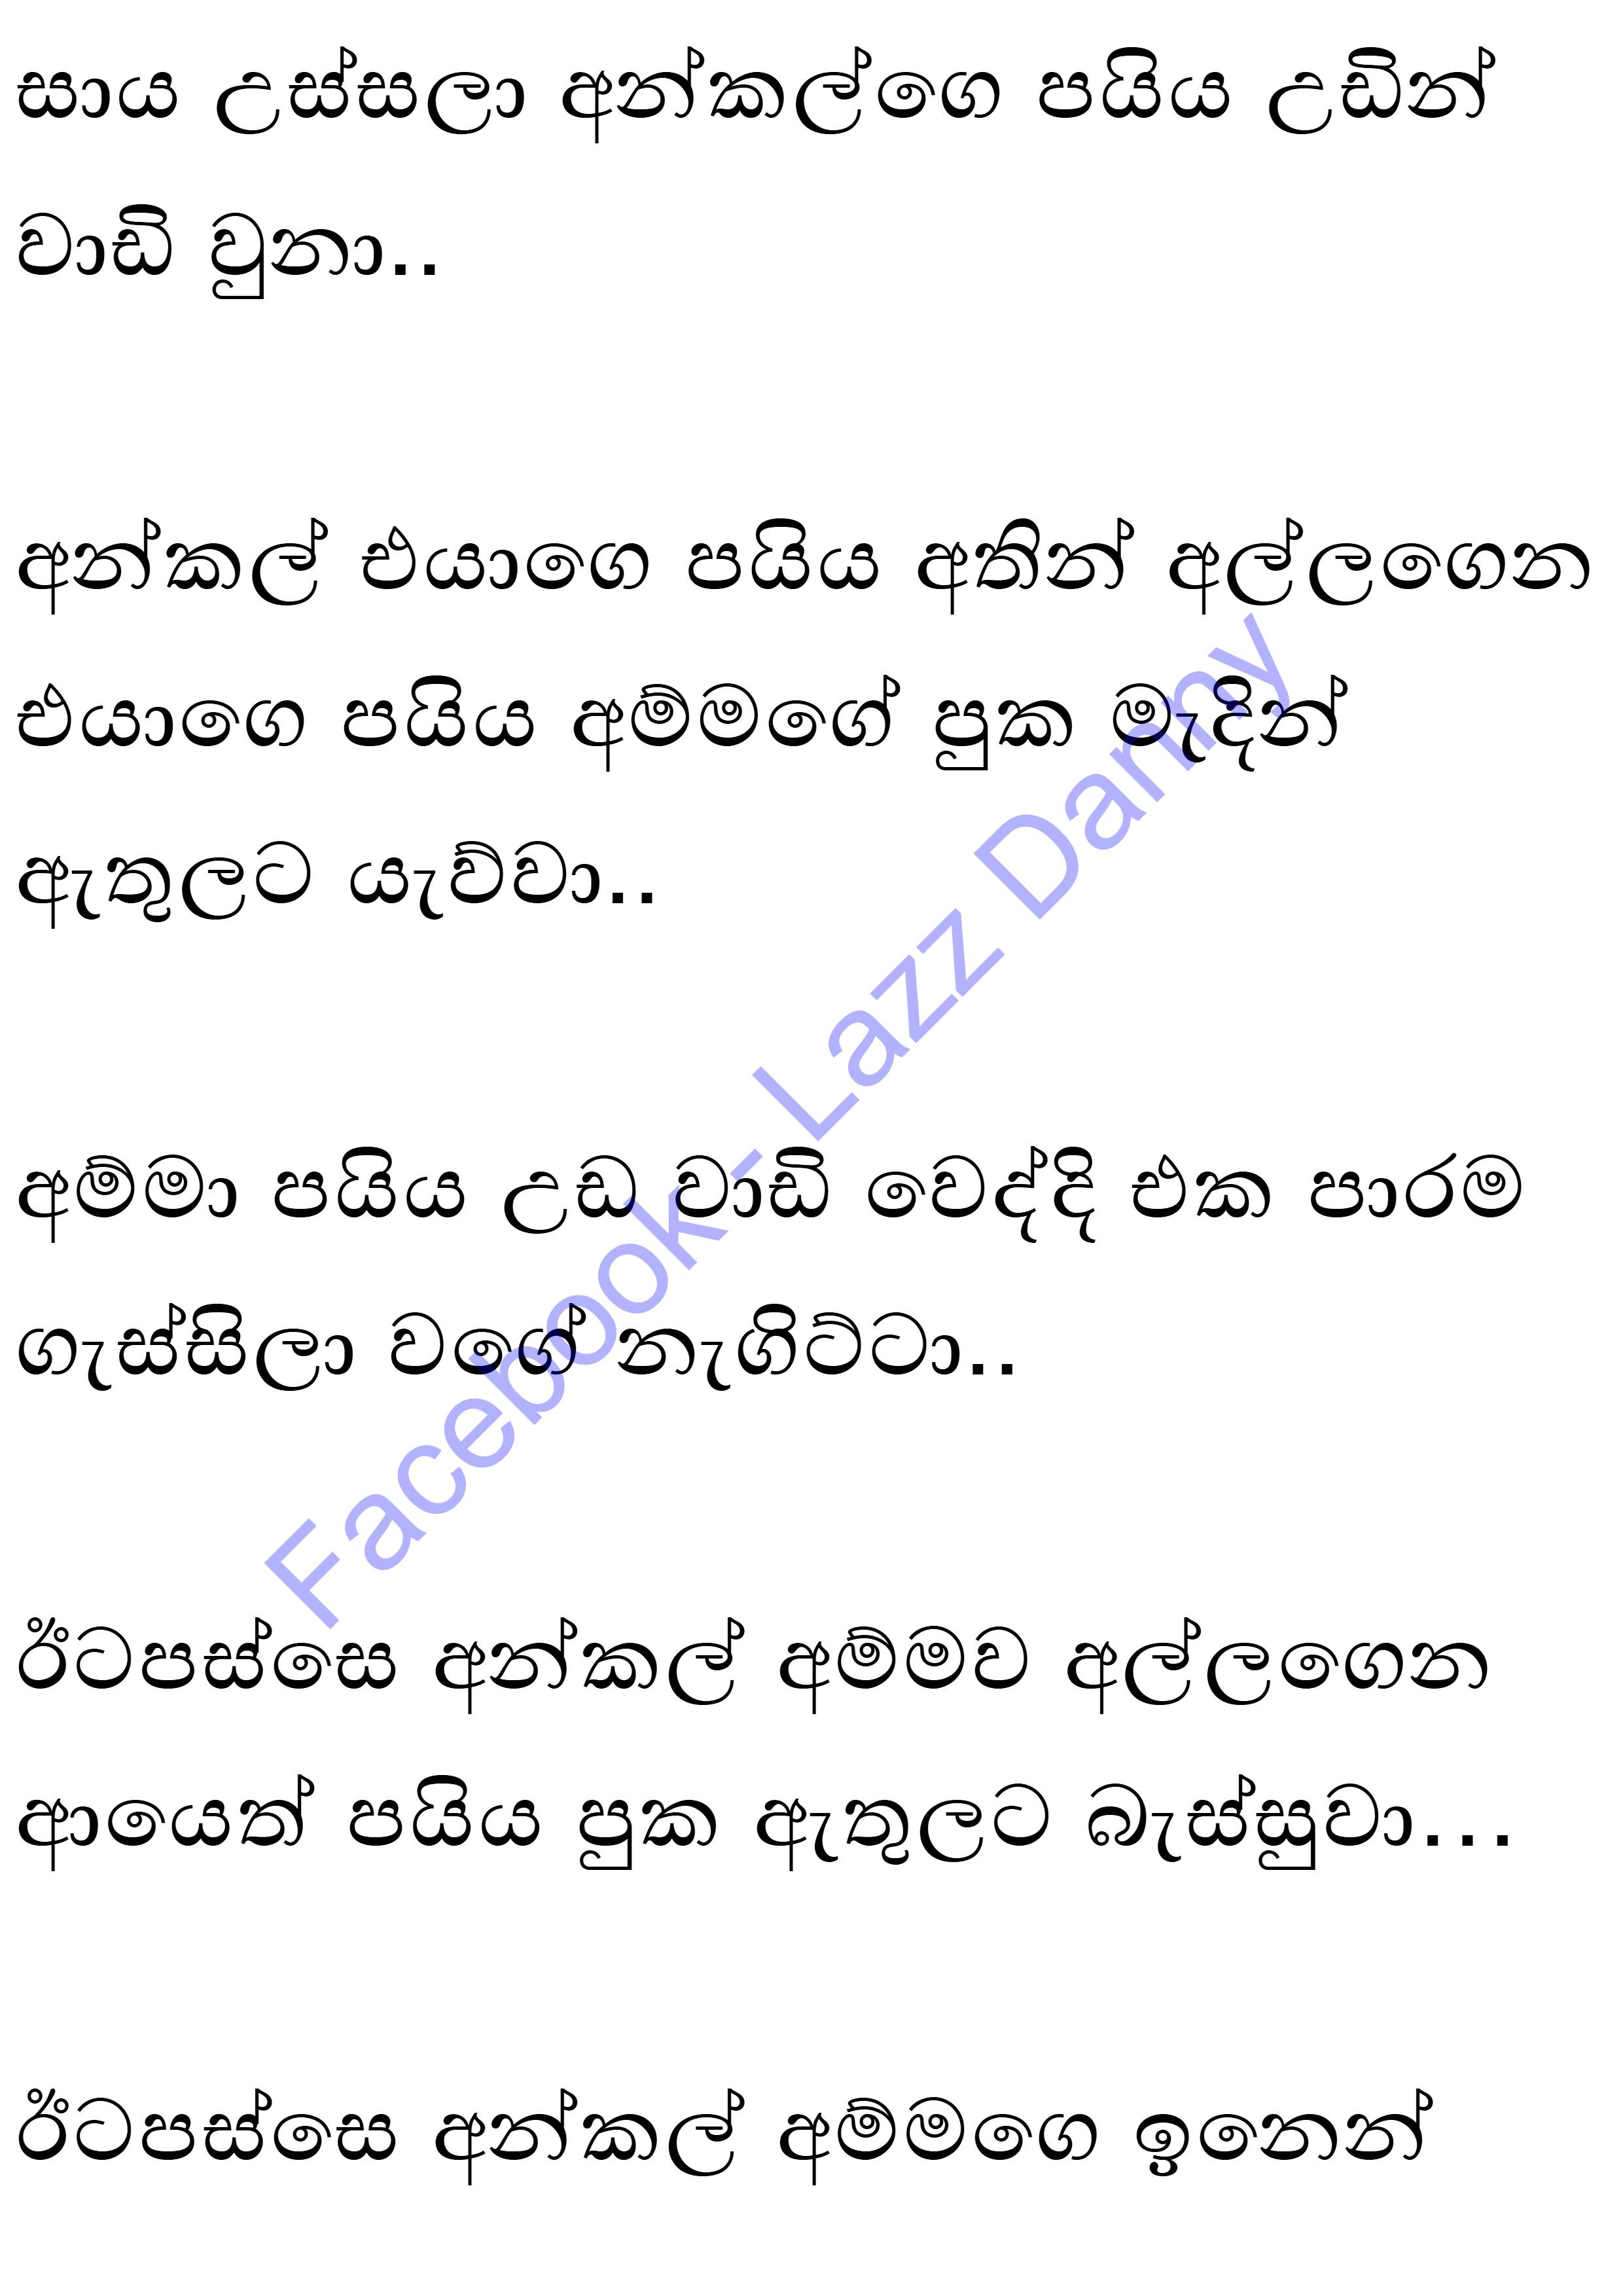 සාය උස්සලා අන්කල්ගෙ පයිය උඩින්
වාඩි වුනා..
අන්කල් එයාගෙ පයිය අතින් අල්ලගෙන
එයාගෙ පයිය අම්මගේ පුක මැදින්
ඇතුලට යැව්වා..
අම්මා පයිය උඩ වාඩි වෙද්දි එක පාරම
ගැස්සිලා වගේ නැගිට්ටා..
ඊටපස්සෙ අන්කල් අම්මව අල්ලගෙන
ආයෙත් පයිය පුක ඇතුලට බැස්සුවා...
ඊටපස්සෙ අන්කල් අම්මගෙ ඉනෙන්
Facebook- Lazz Danny